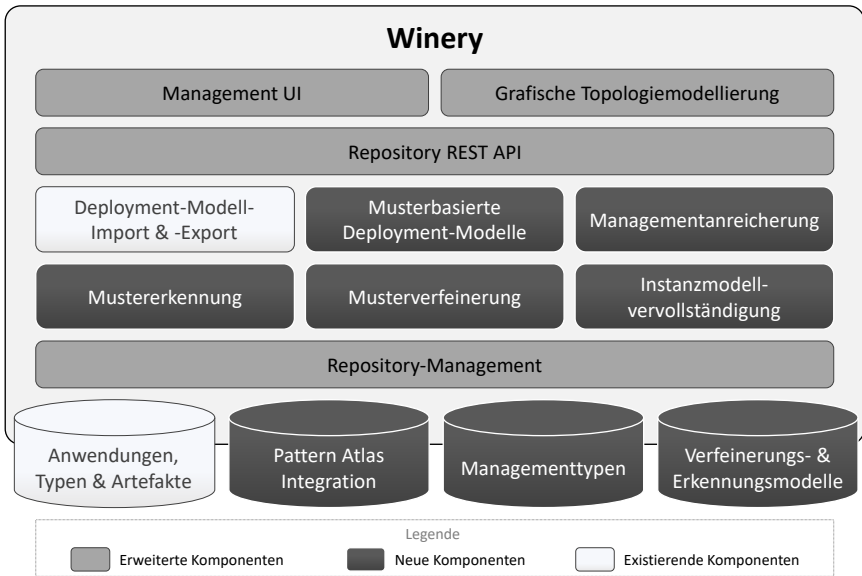 Winery
Management UI
Grafische Topologiemodellierung
Repository REST API
Deployment-Modell-
Import & -Export
Musterbasierte
Deployment-Modelle
Managementanreicherung
Mustererkennung
Musterverfeinerung
Instanzmodell-
vervollständigung
Repository-Management
Anwendungen,
Typen & Artefakte
Pattern Atlas
Integration
Managementtypen
Verfeinerungs- &
Erkennungsmodelle
Legende
Erweiterte Komponenten
Neue Komponenten
Existierende Komponenten